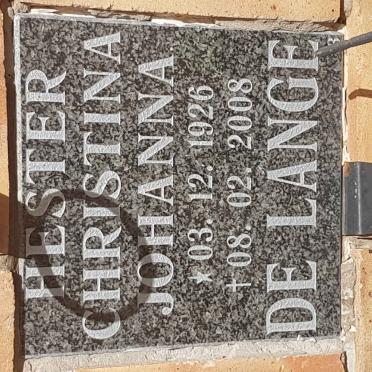 HESTER
CHRISTINA
JOHANNA
* 03. 12. 1926
† 08. 02. 2008
DE LANGE